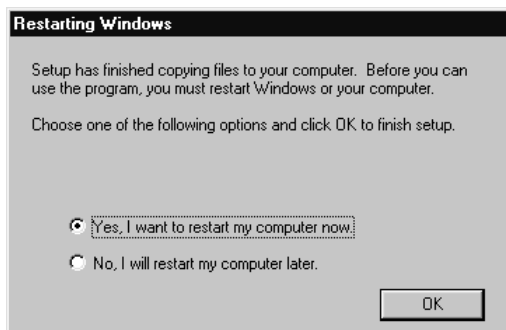 Restarting Windows
Setup has finished copying files to your computer. Before you can
use the program, you must restart Windows or your computer.
Choose one of the following options and click OK to finish setup.
Yes, I want to restart my computer now.
No, I will restart my computer later.
OK